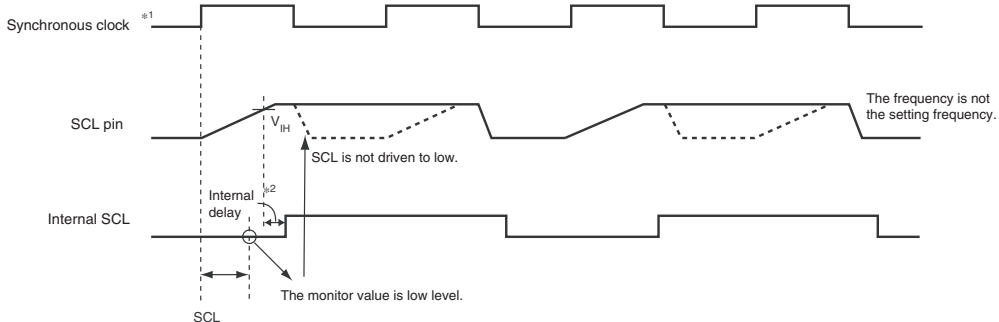 Synchronous clock *1
SCL pin
VIH
SCL is not driven to low.
The frequency is not
the setting frequency.
Internal SCL
Internal *2
delay
The monitor value is low level.
SCL